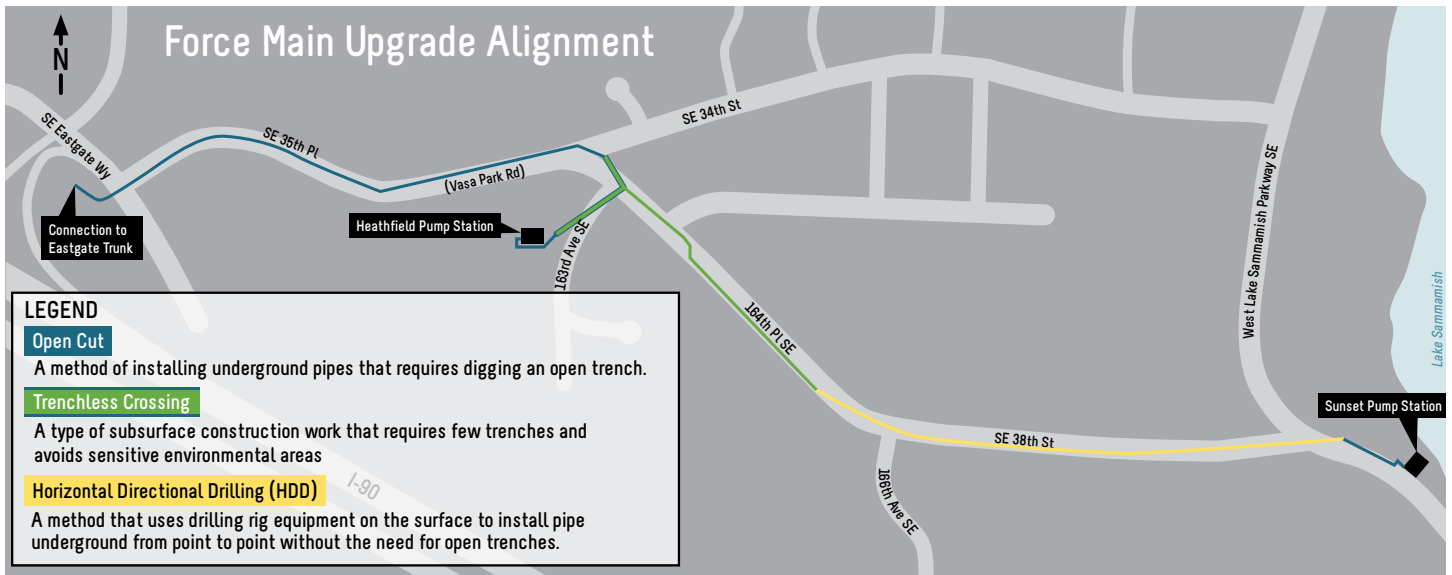 N
Force Main Upgrade Alignment
SE Eastgate Wy
SE 35th Pl
(Vasa Park Rd)
SE 34th St
Connection to
Eastgate Trunk
Heathfield Pump Station
163rd Ave SE
164th Pl SE
West Lake Sammamish Parkway SE
Lake Sammamish
Sunset Pump Station
SE 38th St
166th Ave SE
LEGEND
Open Cut
A method of installing underground pipes that requires digging an open trench.
Trenchless Crossing
A type of subsurface construction work that requires few trenches and
avoids sensitive environmental areas
I-90
Horizontal Directional Drilling (HDD)
A method that uses drilling rig equipment on the surface to install pipe
underground from point to point without the need for open trenches.